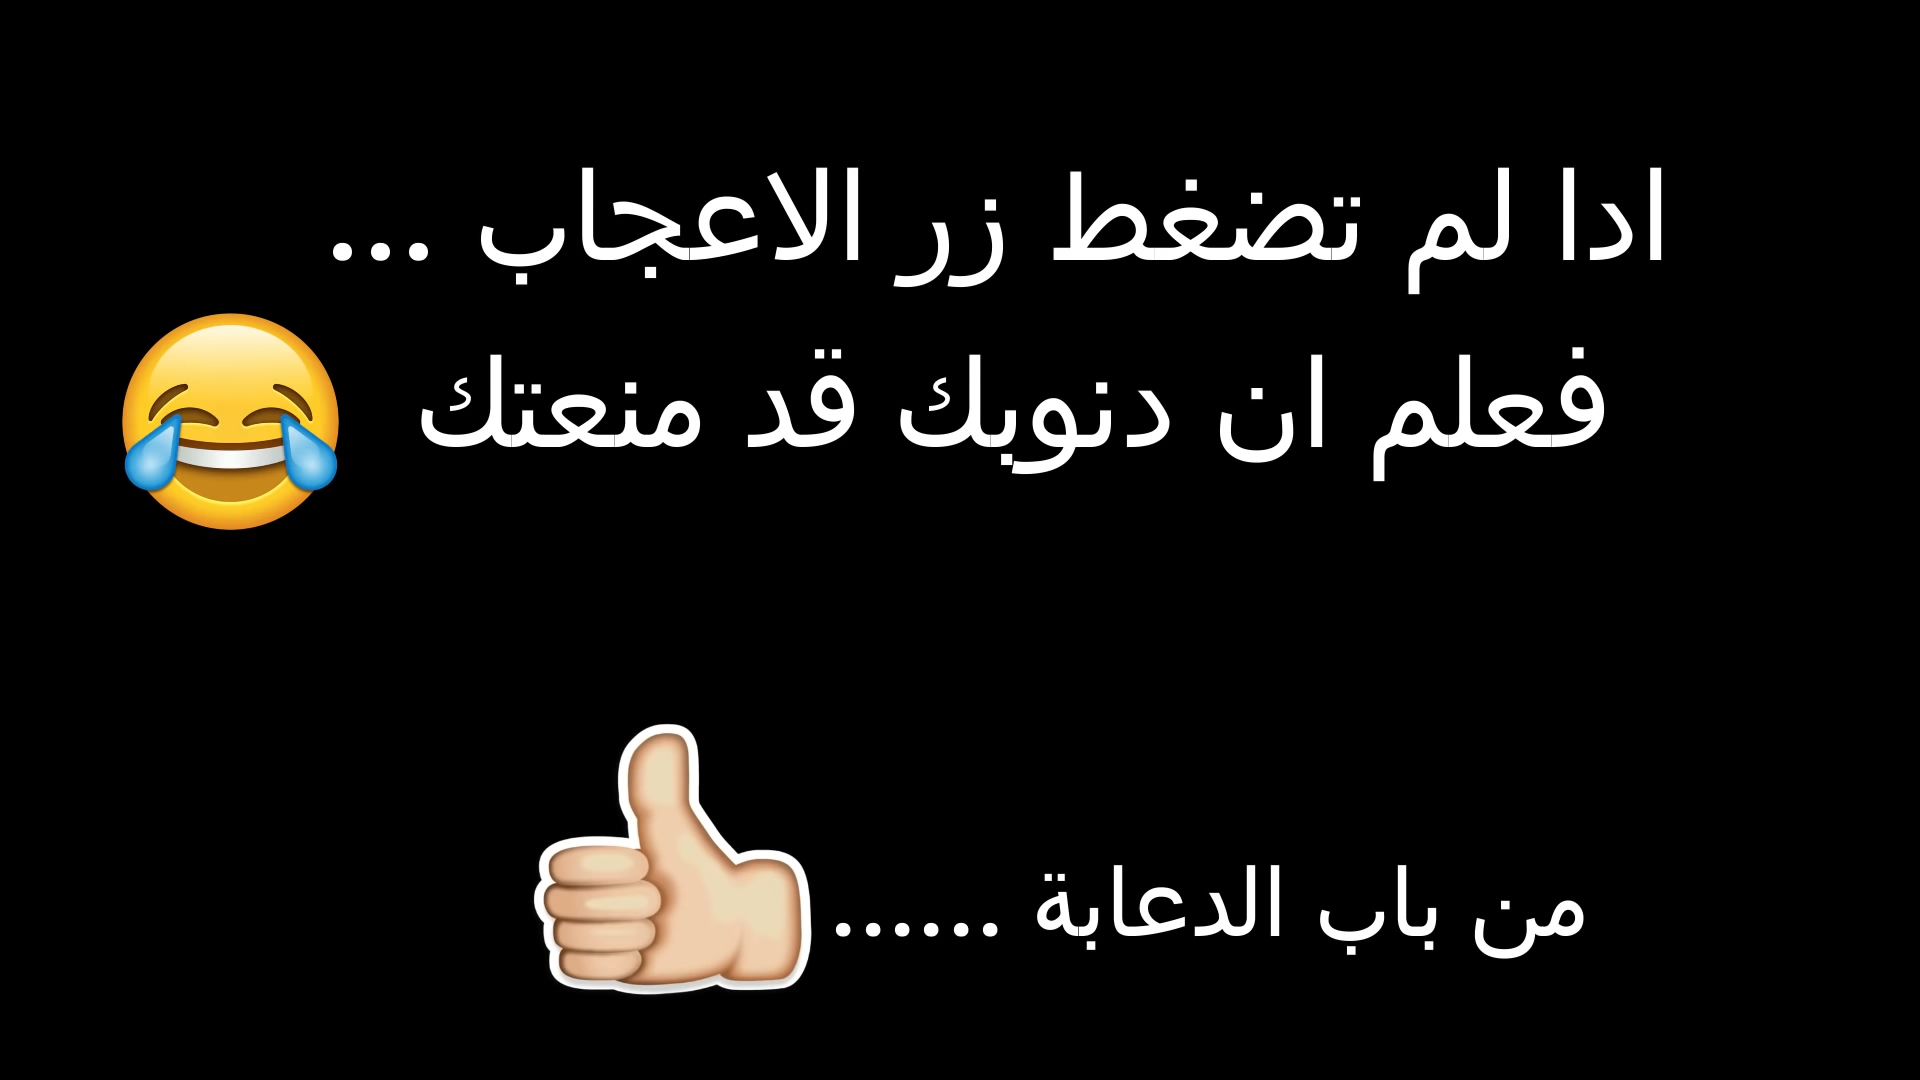 ادا لم تضغط زر الاعجاب ...
فعلم ان دنوبك قد منعتك 😂
من باب الدعابة ......👍🏻